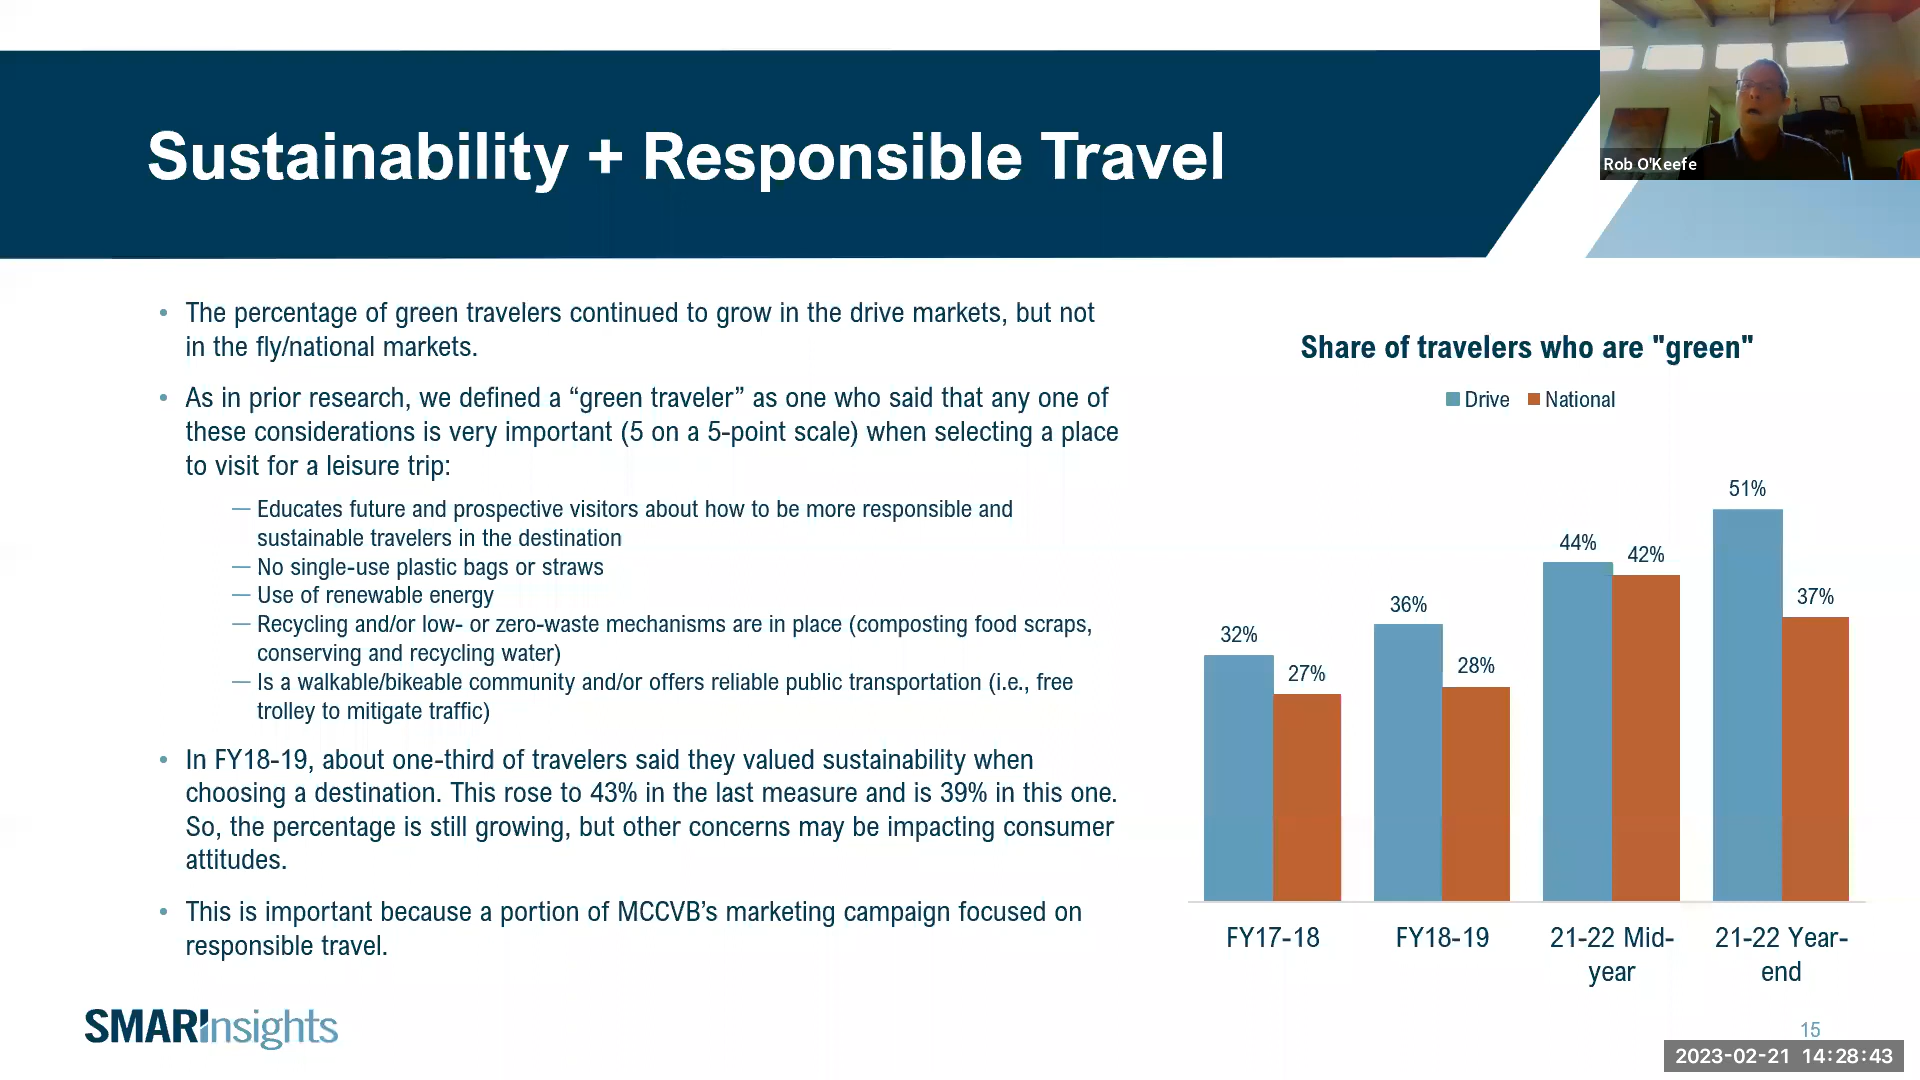 Sustainability + Responsible Travel
Rob O'Keefe
• The percentage of green travelers continued to grow in the drive markets, but not
in the fly/national markets.
• As in prior research, we defined a “green traveler” as one who said that any one of
these considerations is very important (5 on a 5-point scale) when selecting a place
to visit for a leisure trip:
— Educates future and prospective visitors about how to be more responsible and
sustainable travelers in the destination
— No single-use plastic bags or straws
— Use of renewable energy
— Recycling and/or low- or zero-waste mechanisms are in place (composting food scraps,
conserving and recycling water)
— Is a walkable/bikeable community and/or offers reliable public transportation (i.e., free
trolley to mitigate traffic)
• In FY18-19, about one-third of travelers said they valued sustainability when
choosing a destination. This rose to 43% in the last measure and is 39% in this one.
So, the percentage is still growing, but other concerns may be impacting consumer
attitudes.
• This is important because a portion of MCCVB’s marketing campaign focused on
responsible travel.
Share of travelers who are "green"
Drive National
32% 27% 36% 28% 44% 42% 51% 37%
FY17-18 FY18-19 21-22 Mid- 21-22 Year-
year end
SMARInsights
15
2023-02-21 14:28:43